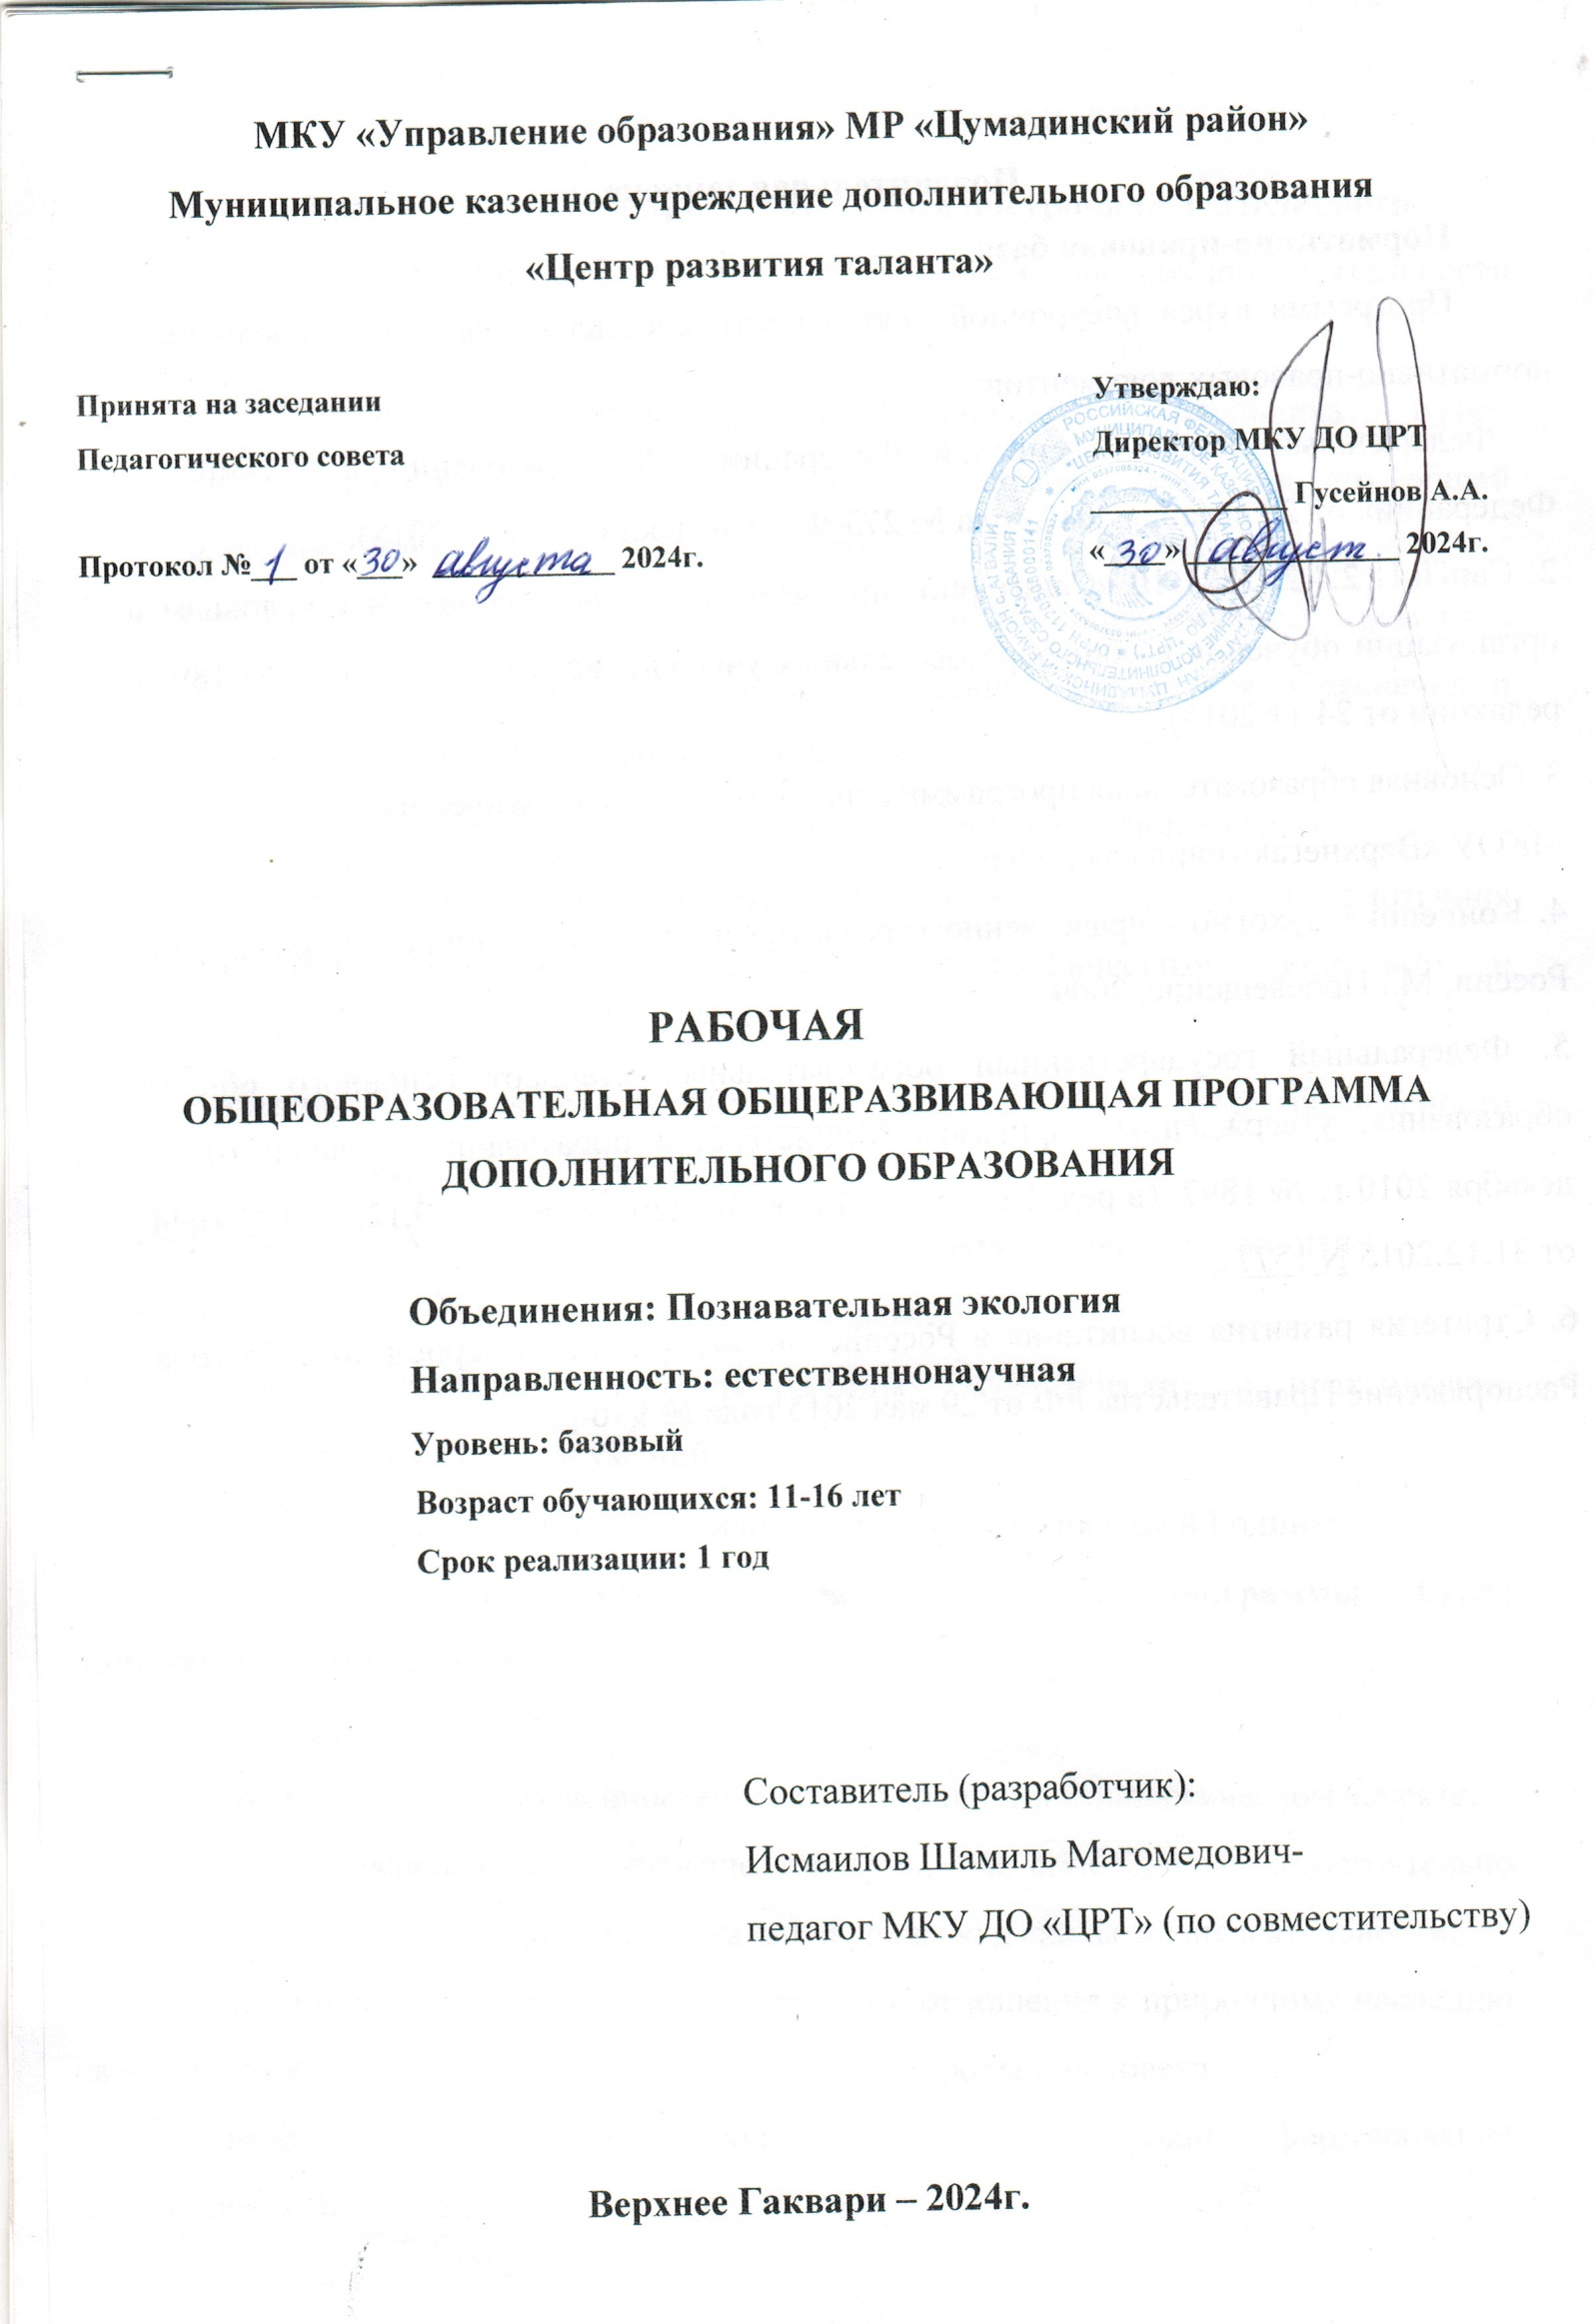 МКУ «Управление образования» МР «Цумадинский район»
Муниципальное казенное учреждение дополнительного образования
«Центр развития таланта»
Принята на заседании
Педагогического совета
Протокол № 1 от «30» августа 2024г.
Утверждаю:
Директор МКУ ДО ЦРТ
Гусейнов А.А.
«30» август 2024г.
РАБОЧАЯ
ОБЩЕОБРАЗОВАТЕЛЬНАЯ ОБЩЕРАЗВИВАЮЩАЯ ПРОГРАММА
ДОПОЛНИТЕЛЬНОГО ОБРАЗОВАНИЯ
Объединения: Познавательная экология
Направленность: естественнонаучная
Уровень: базовый
Возраст обучающихся: 11-16 лет
Срок реализации: 1 год
Составитель (разработчик):
Исмаилов Шамиль Магомедович-
педагог МКУ ДО «ЦРТ» (по совместительству)
Верхнее Гаквари – 2024г.